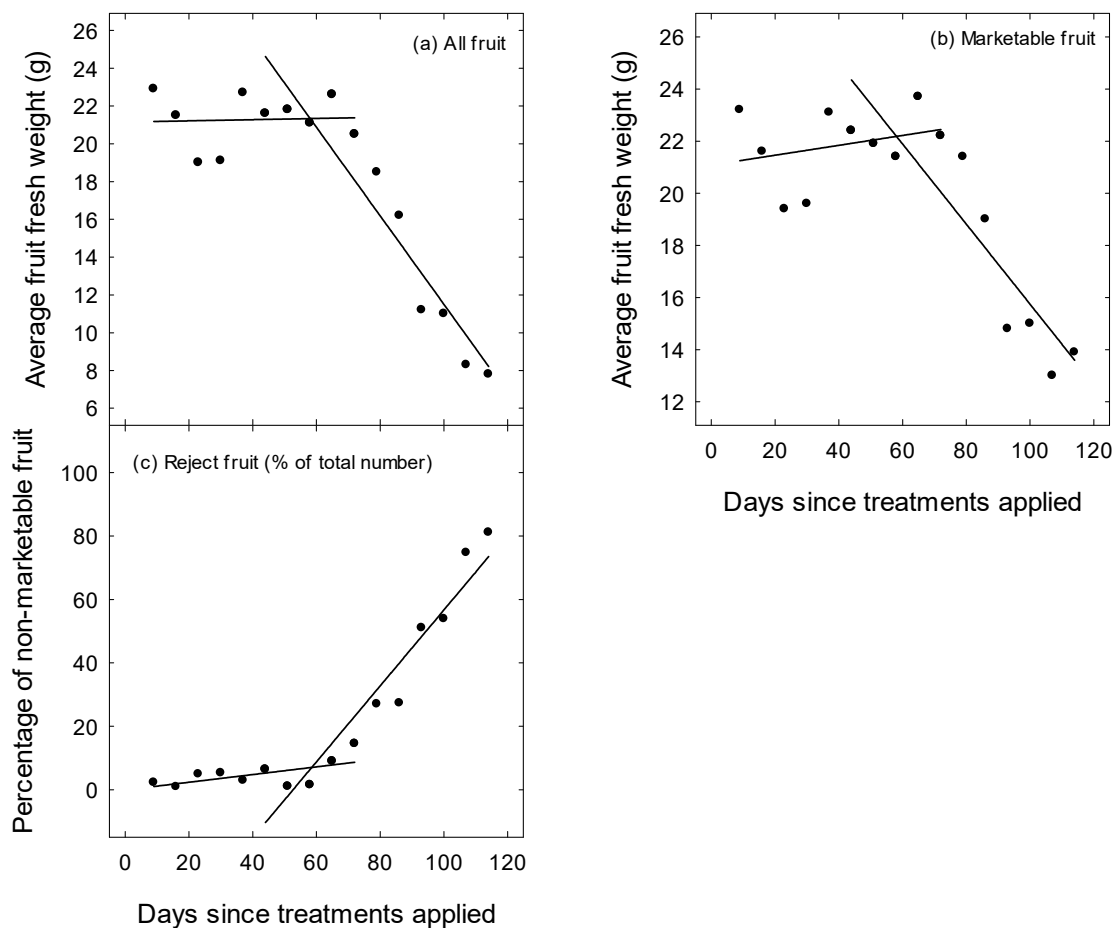 (a) All fruit
Average fruit fresh weight (g)
26
24
22
20
18
16
14
12
10
8
6
(b) Marketable fruit
Average fruit fresh weight (g)
26
24
22
20
18
16
14
12
0 20 40 60 80 100 120
Days since treatments applied
(c) Reject fruit (% of total number)
Percentage of non-marketable fruit
100
80
60
40
20
0
0 20 40 60 80 100 120
Days since treatments applied